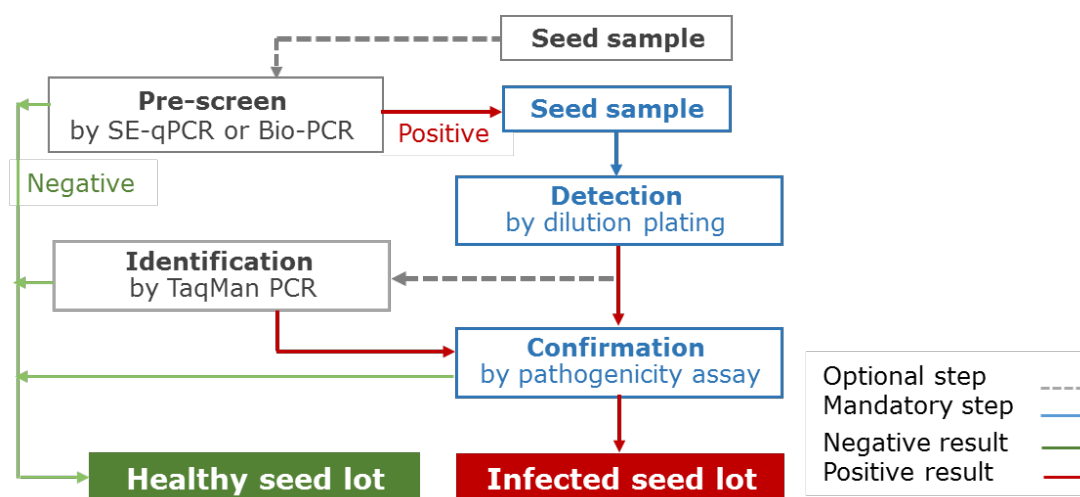 Seed sample
Pre-screen
by SE-qPCR or Bio-PCR
Positive
Seed sample
Negative
Detection
by dilution plating
Identification
by TaqMan PCR
Confirmation
by pathogenicity assay
Optional step
Mandatory step
Negative result
Positive result
Healthy seed lot
Infected seed lot